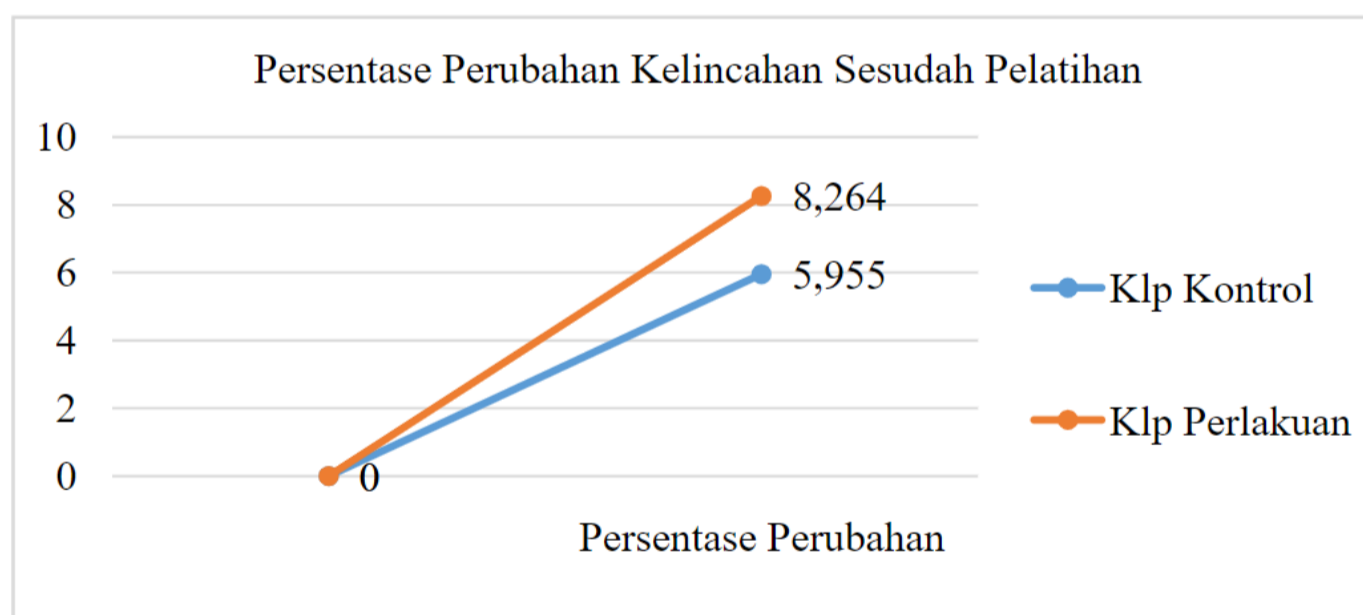 Persentase Perubahan Kelincahan Sesudah Pelatihan
10
8
6
4
2
0
8,264
5,955
0
Persentase Perubahan
Klp Kontrol
Klp Perlakuan